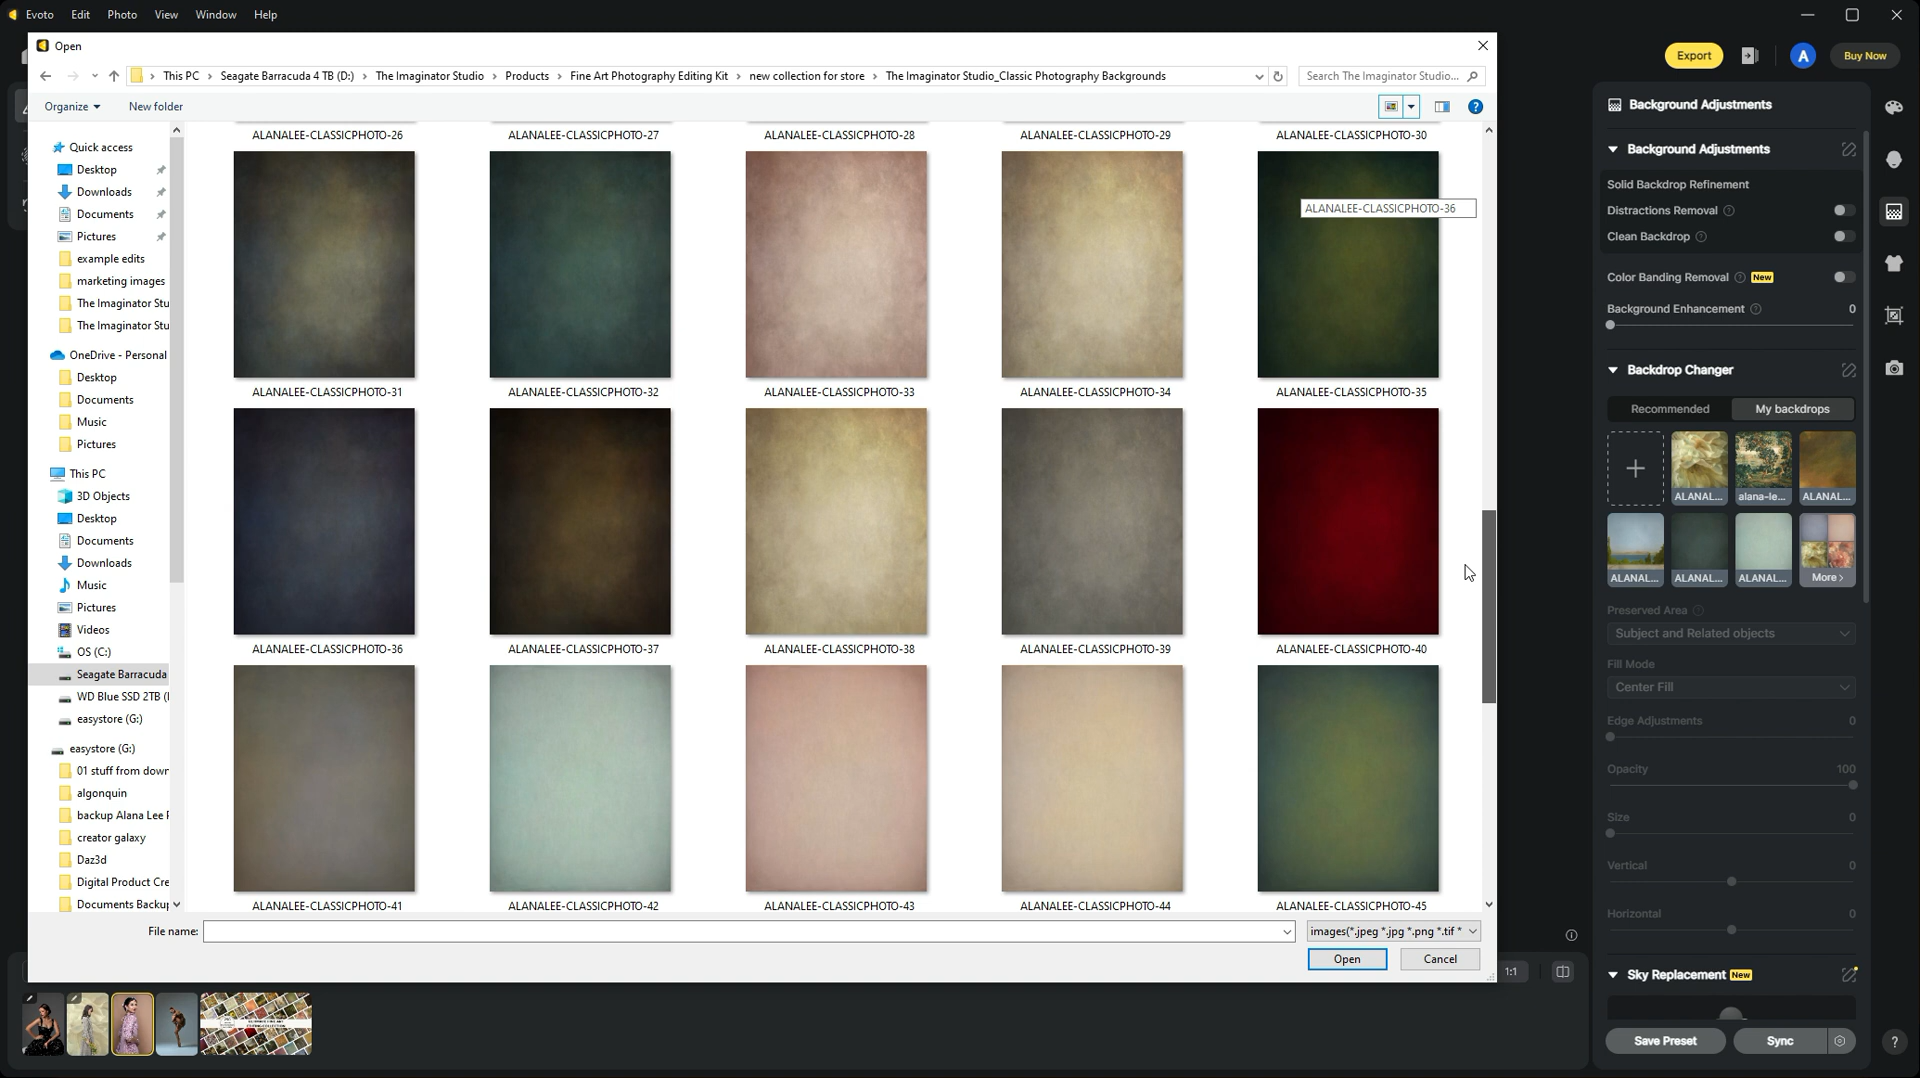 Evoto Edit Photo View Window Help
Open
This PC Seagate Barracuda 4 TB (D:) The Imaginator Studio Products Fine Art Photography Editing Kit new collection for store The Imaginator Studio_Classic Photography Backgrounds
Search The Imaginator Studio...
Export
A
Buy Now
Organize New folder
Quick access
Desktop
Downloads
Documents
Pictures
example edits
marketing images
The Imaginator Stu
The Imaginator Stu
OneDrive - Personal
Desktop
Documents
Music
Pictures
This PC
3D Objects
Desktop
Documents
Downloads
Music
Pictures
Videos
OS (C:)
Seagate Barracuda
WD Blue SSD 2TB (
easystore (G:)
easystore (G:)
01 stuff from down
algonquin
backup Alana Lee
creator galaxy
Daz3d
Digital Product Cre
Documents Backup
ALANALEE-CLASSICPHOTO-26 ALANALEE-CLASSICPHOTO-27 ALANALEE-CLASSICPHOTO-28 ALANALEE-CLASSICPHOTO-29 ALANALEE-CLASSICPHOTO-30
ALANALEE-CLASSICPHOTO-36
ALANALEE-CLASSICPHOTO-31 ALANALEE-CLASSICPHOTO-32 ALANALEE-CLASSICPHOTO-33 ALANALEE-CLASSICPHOTO-34 ALANALEE-CLASSICPHOTO-35
ALANALEE-CLASSICPHOTO-36 ALANALEE-CLASSICPHOTO-37 ALANALEE-CLASSICPHOTO-38 ALANALEE-CLASSICPHOTO-39 ALANALEE-CLASSICPHOTO-40
ALANALEE-CLASSICPHOTO-41 ALANALEE-CLASSICPHOTO-42 ALANALEE-CLASSICPHOTO-43 ALANALEE-CLASSICPHOTO-44 ALANALEE-CLASSICPHOTO-45
File name:
images(*.jpeg *.jpg *.png *.tif *
Open Cancel
Background Adjustments
Background Adjustments
Solid Backdrop Refinement
Distractions Removal
Clean Backdrop
Color Banding Removal New
Background Enhancement 0
Backdrop Changer
Recommended My backdrops
ALANAL... alana-le... ALANAL...
ALANAL... ALANAL... ALANAL... More >
Preserved Area
Subject and Related objects
Fill Mode
Center Fill
Edge Adjustments 0
Opacity 100
Size 0
Vertical 0
Horizontal 0
1:1
Sky Replacement New
Save Preset Sync